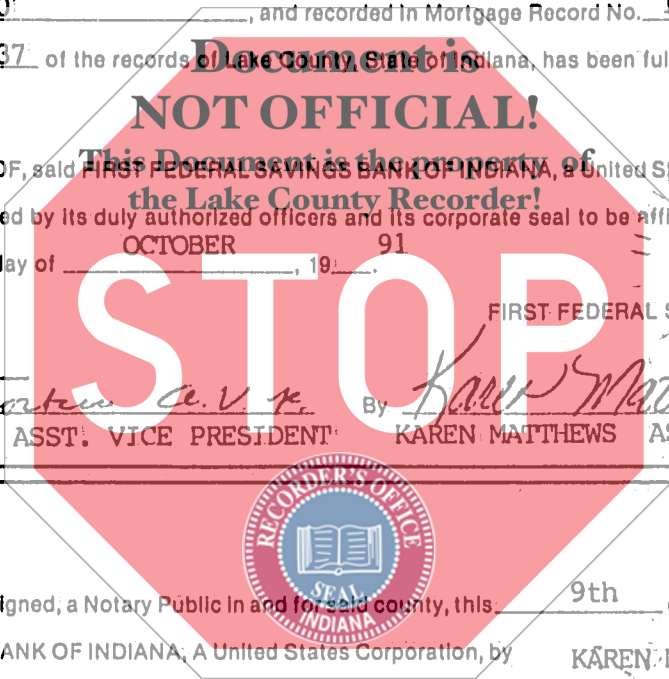 , and recorded in Mortgage Record No.
37 of the records of Lake County, State of Indiana, has been ful
Document is
NOT OFFICIAL!
OF, said FIRST FEDERAL SAVINGS BANK OF INDIANA, a United S
This Document is the property of
the Lake County Recorder!
ed by its duly authorized officers and its corporate seal to be affi
OCTOBER 91
ay of , 19 .
STOP
FIRST FEDERAL S
A.V.P. By Karen Mat
ASST. VICE PRESIDENT KAREN MATTHEWS AS
RECORDER'S OFFICE
SEAL
INDIANA
igned, a Notary Public in and for said county, this 9th
ANK OF INDIANA, A United States Corporation, by KAREN M